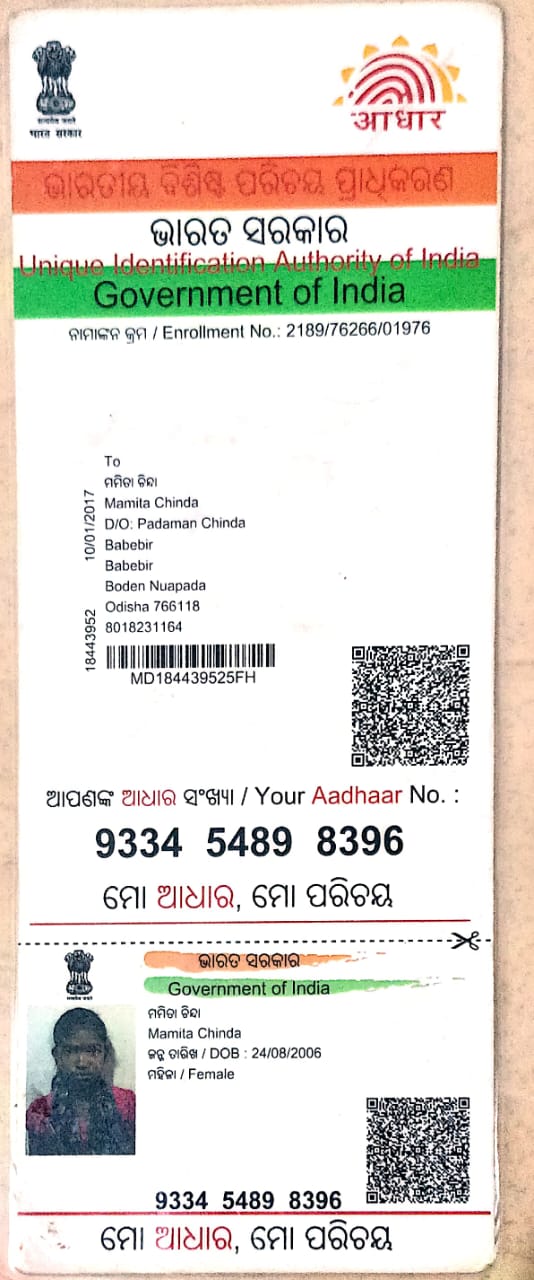 भारत सरकार
आधार
ଭାରତୀୟ ବିଶିଷ୍ଟ ପରିଚୟ ପ୍ରାଧିକରଣ
ଭାରତ ସରକାର
Unique Identification Authority of India
Government of India
ନାମାଙ୍କନ କ୍ରମ / Enrollment No.: 2189/76266/01976
To
ମମିତା ଚିନ୍ଦା
Mamita Chinda
D/O: Padaman Chinda
Babebir
Babebir
Boden Nuapada
Odisha 766118
8018231164
18443952 10/01/2017
MD184439525FH
ଆପଣଙ୍କ ଆଧାର ସଂଖ୍ୟା / Your Aadhaar No. :
9334 5489 8396
ମୋ ଆଧାର, ମୋ ପରିଚୟ
ଭାରତ ସରକାର
Government of India
ମମିତା ଚିନ୍ଦା
Mamita Chinda
ଜନ୍ମ ତାରିଖ / DOB : 24/08/2006
ମହିଳା / Female
9334 5489 8396
ମୋ ଆଧାର, ମୋ ପରିଚୟ